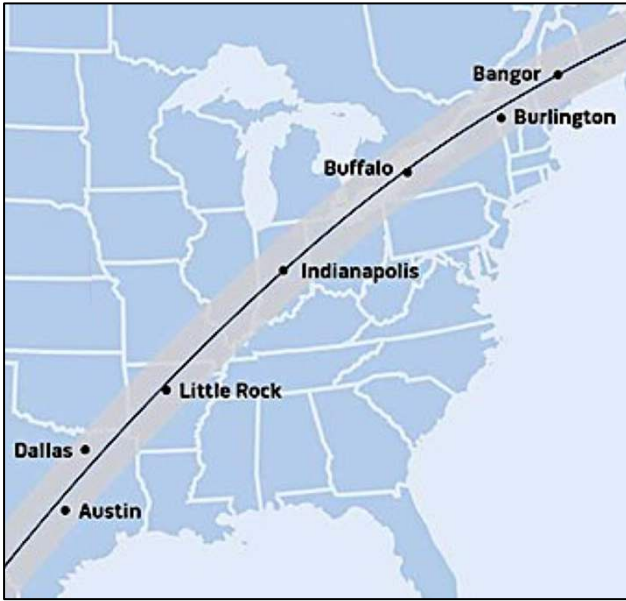 Bangor
Burlington
Buffalo
Indianapolis
Little Rock
Dallas
Austin